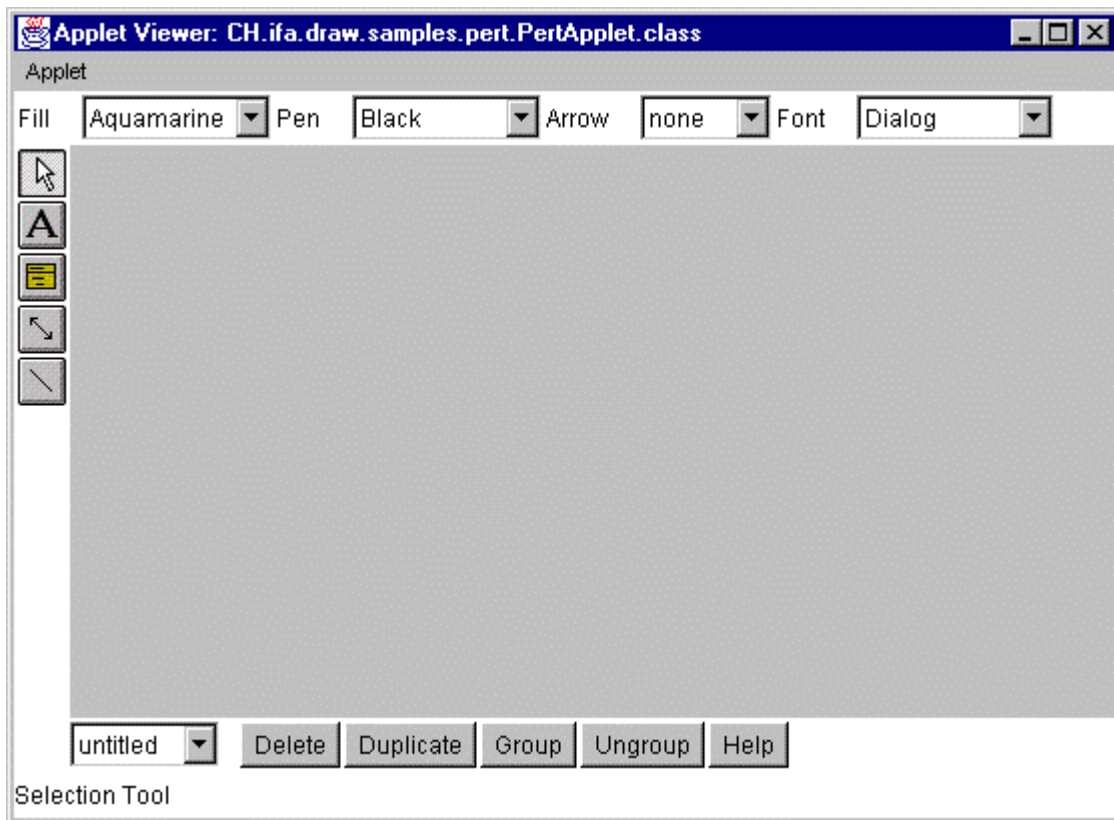 Applet Viewer: CH.ifa.draw.samples.pert.PertApplet.class
Applet
Fill Aquamarine Pen Black Arrow none Font Dialog
A
untitled Delete Duplicate Group Ungroup Help
Selection Tool